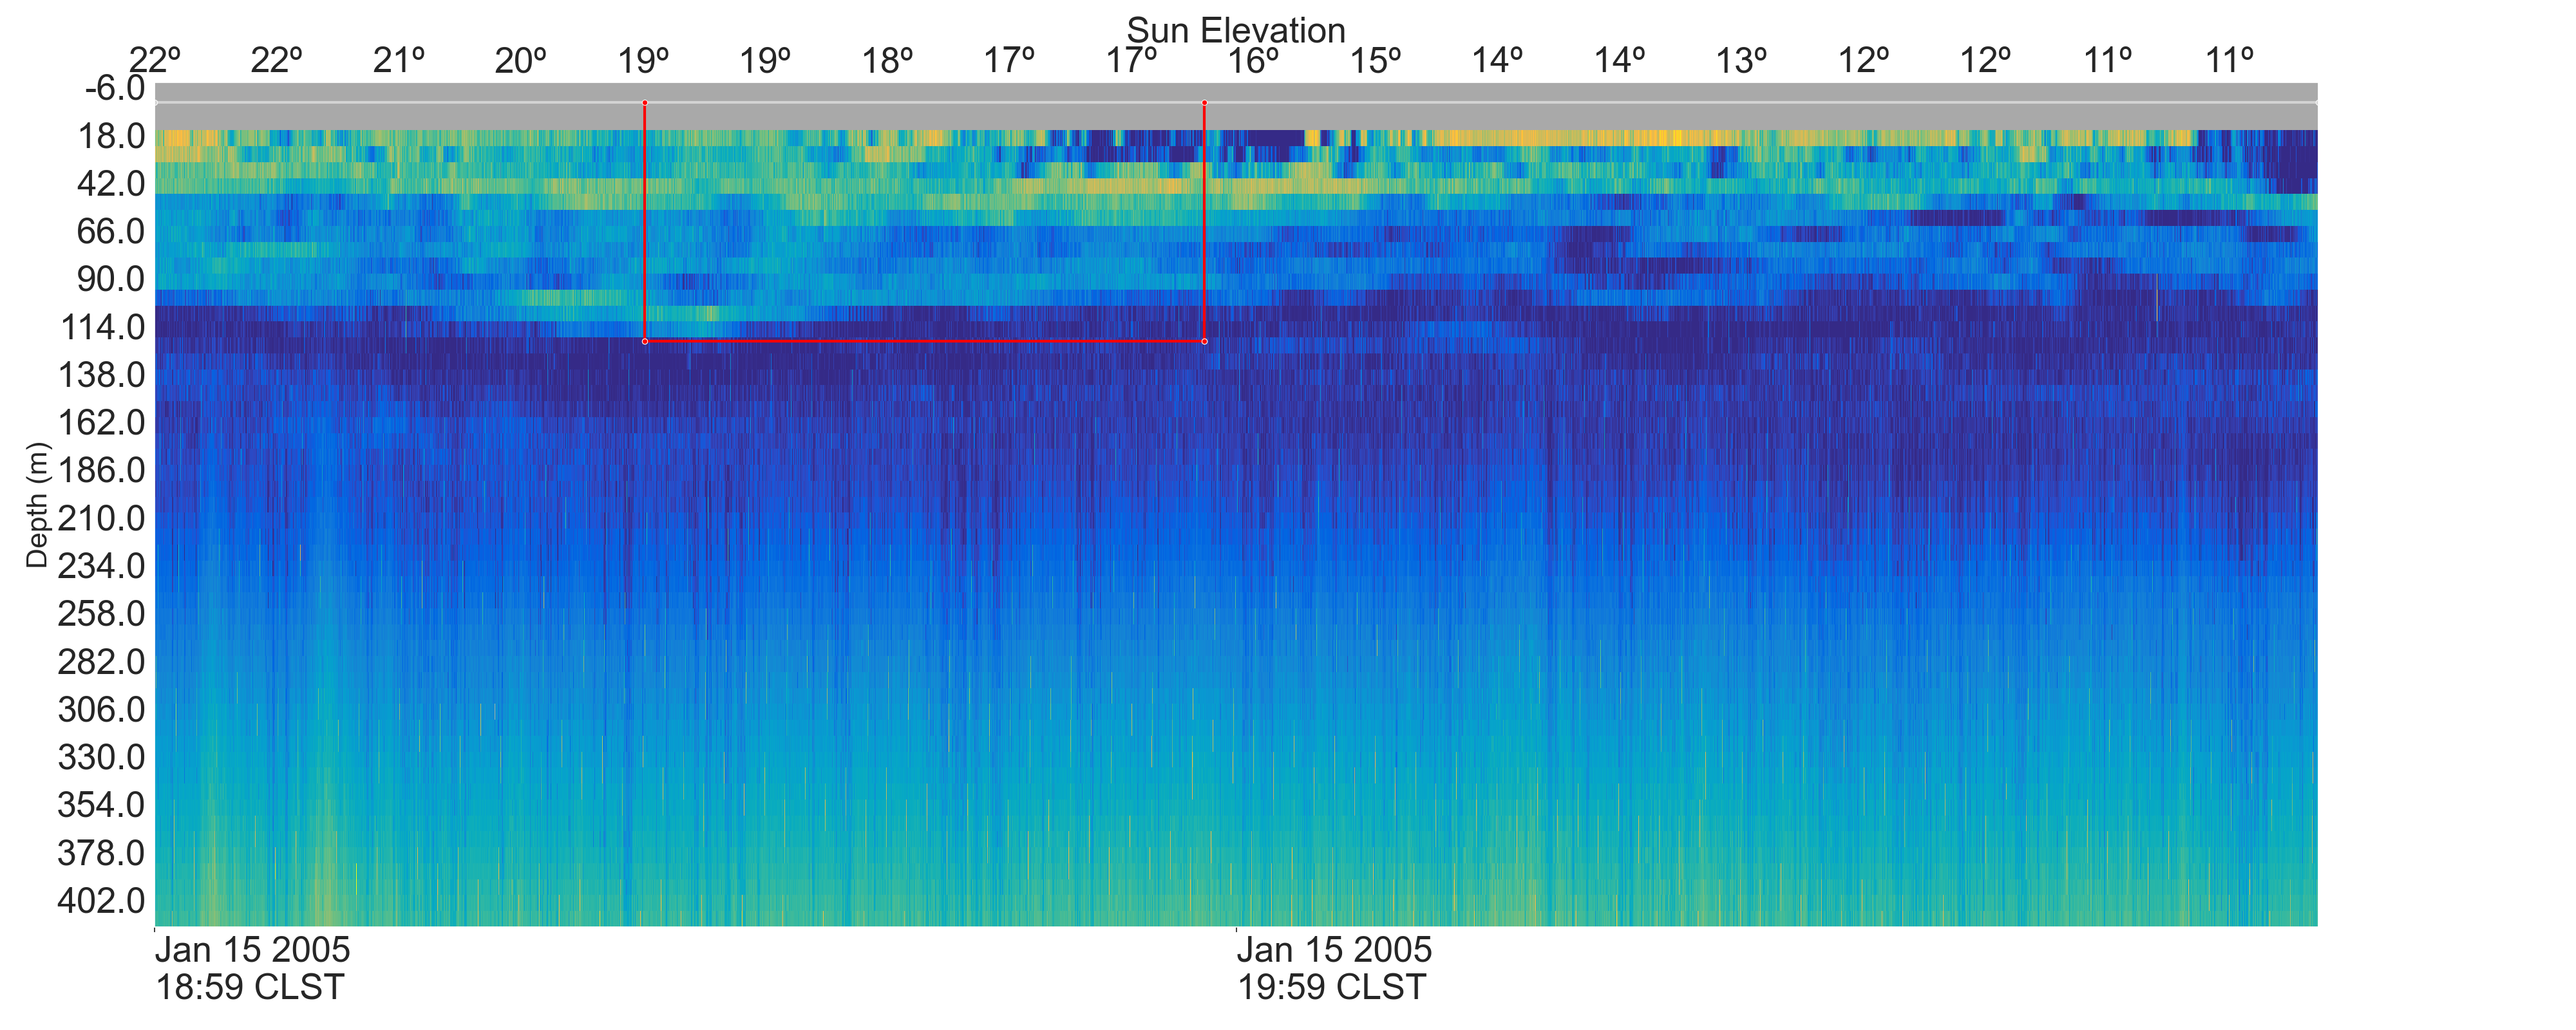 Sun Elevation
22º 22º 21º 20º 19º 19º 18º 17º 17º 16º 15º 14º 14º 13º 12º 12º 11º 11º
-6.0
18.0
42.0
66.0
90.0
114.0
138.0
162.0
186.0
210.0
234.0
258.0
282.0
306.0
330.0
354.0
378.0
402.0
Depth (m)
Jan 15 2005
18:59 CLST
Jan 15 2005
19:59 CLST